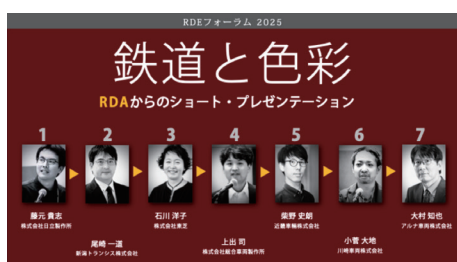 RDEフォーラム 2025
鉄道と色彩
RDAからのショート・プレゼンテーション
1 2 3 4 5 6 7
藤元 貴志
株式会社日立製作所
尾崎 一道
新潟トランシス株式会社
石川 洋子
株式会社東芝
上出 司
株式会社総合車両製作所
柴野 史朗
近畿車輛株式会社
小菅 大地
川崎車両株式会社
大村 知也
アルナ車両株式会社